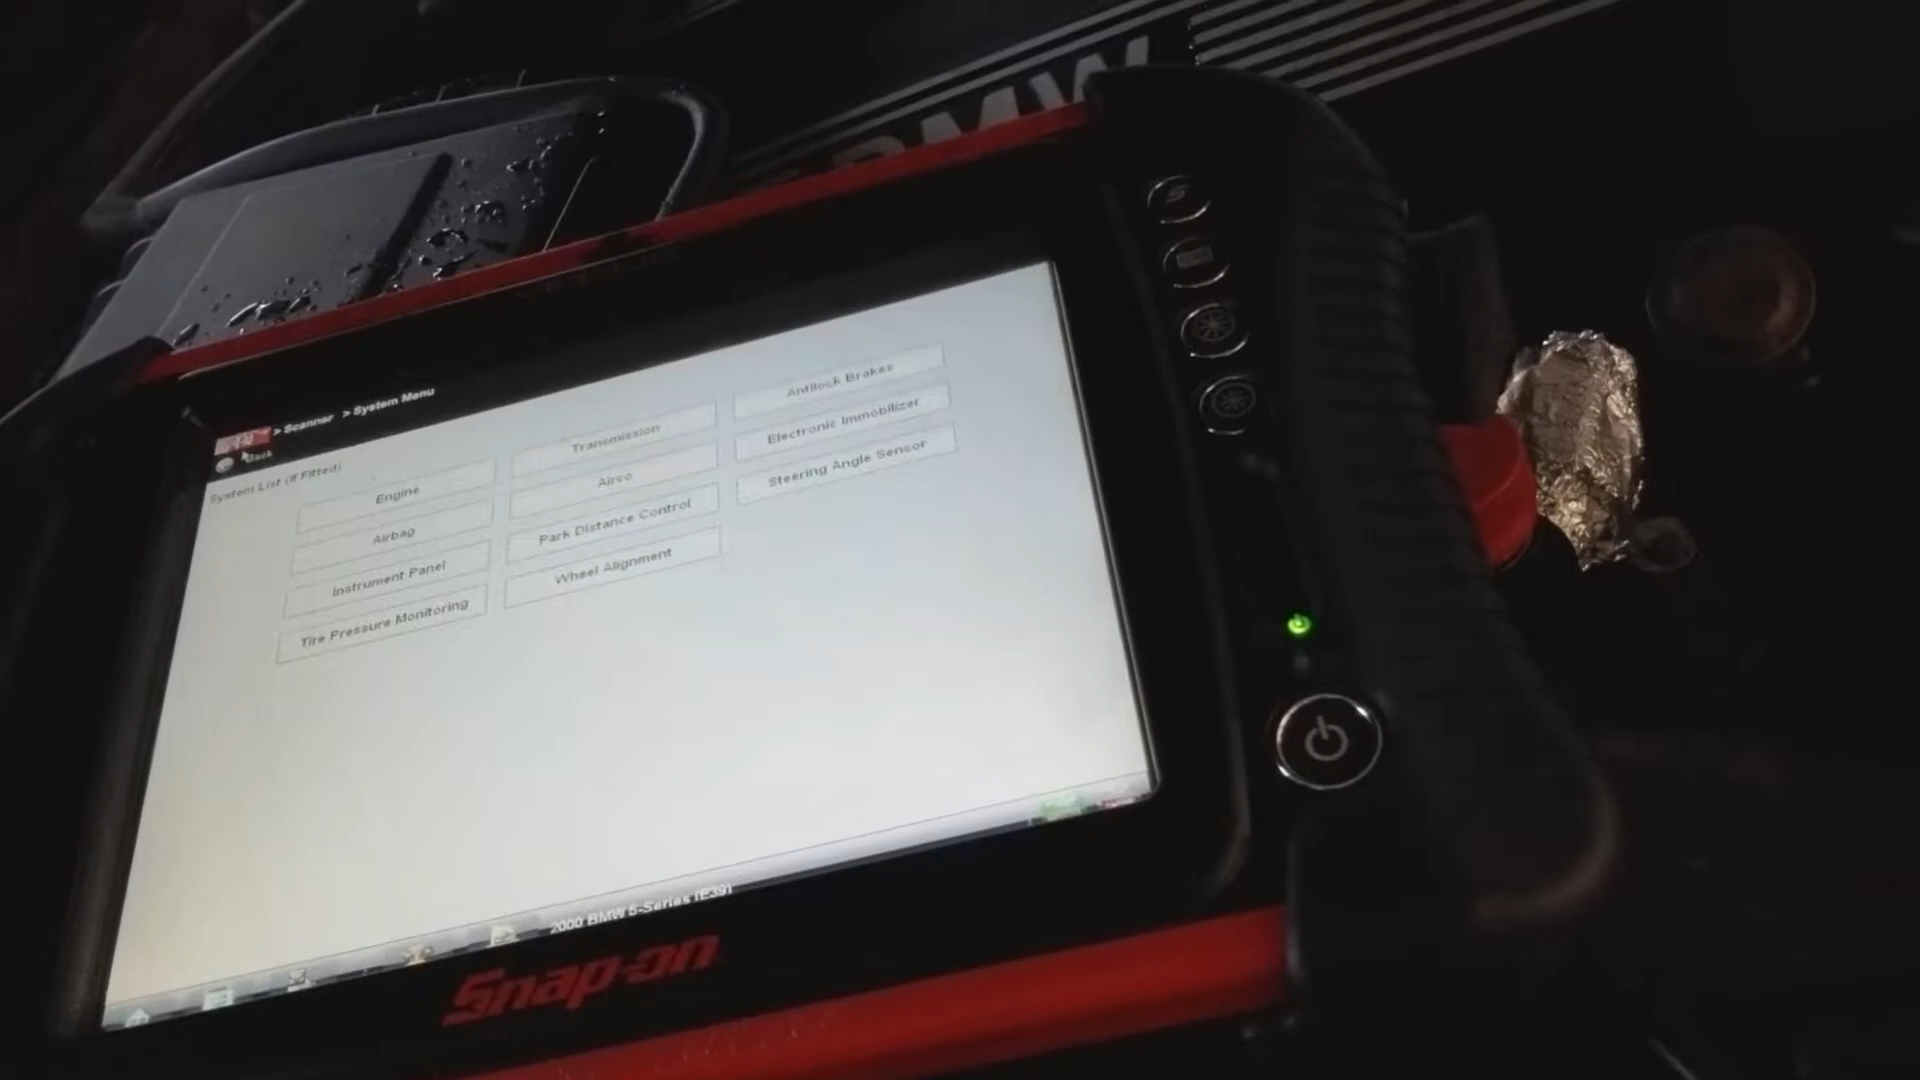 BMW
> Scanner > System Menu
Back
System List (If Fitted)
Engine
Transmission
Antilock Brakes
Airbag
Airco
Electronic Immobilizer
Instrument Panel
Park Distance Control
Steering Angle Sensor
Tire Pressure Monitoring
Wheel Alignment
2000 BMW 5-Series (E39)
Snap-on